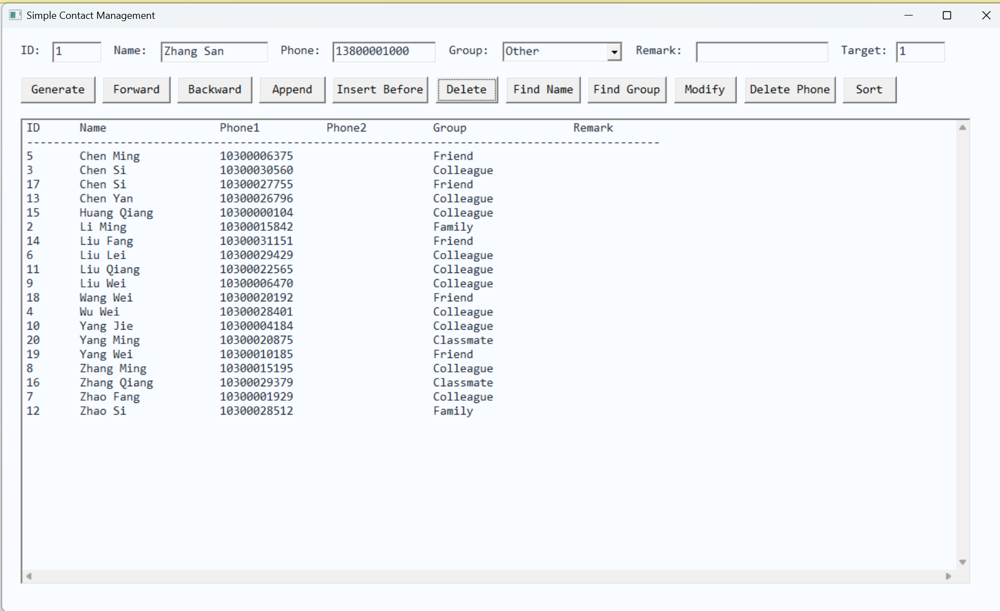 Simple Contact Management
ID: 1 Name: Zhang San Phone: 13800001000 Group: Other Remark: Target: 1
Generate Forward Backward Append Insert Before Delete Find Name Find Group Modify Delete Phone Sort
ID Name Phone1 Phone2 Group Remark
-----------------------------------------------------------------------------------------------
5 Chen Ming 10300006375 Friend
3 Chen Si 10300030560 Colleague
17 Chen Si 10300027755 Friend
13 Chen Yan 10300026796 Colleague
15 Huang Qiang 10300000104 Colleague
2 Li Ming 10300015842 Family
14 Liu Fang 10300031151 Friend
6 Liu Lei 10300029429 Colleague
11 Liu Qiang 10300022565 Colleague
9 Liu Wei 10300006470 Colleague
18 Wang Wei 10300020192 Friend
4 Wu Wei 10300028401 Colleague
10 Yang Jie 10300004184 Colleague
20 Yang Ming 10300020875 Classmate
19 Yang Wei 10300010185 Friend
8 Zhang Ming 10300015195 Colleague
16 Zhang Qiang 10300029379 Classmate
7 Zhao Fang 10300001929 Colleague
12 Zhao Si 10300028512 Family